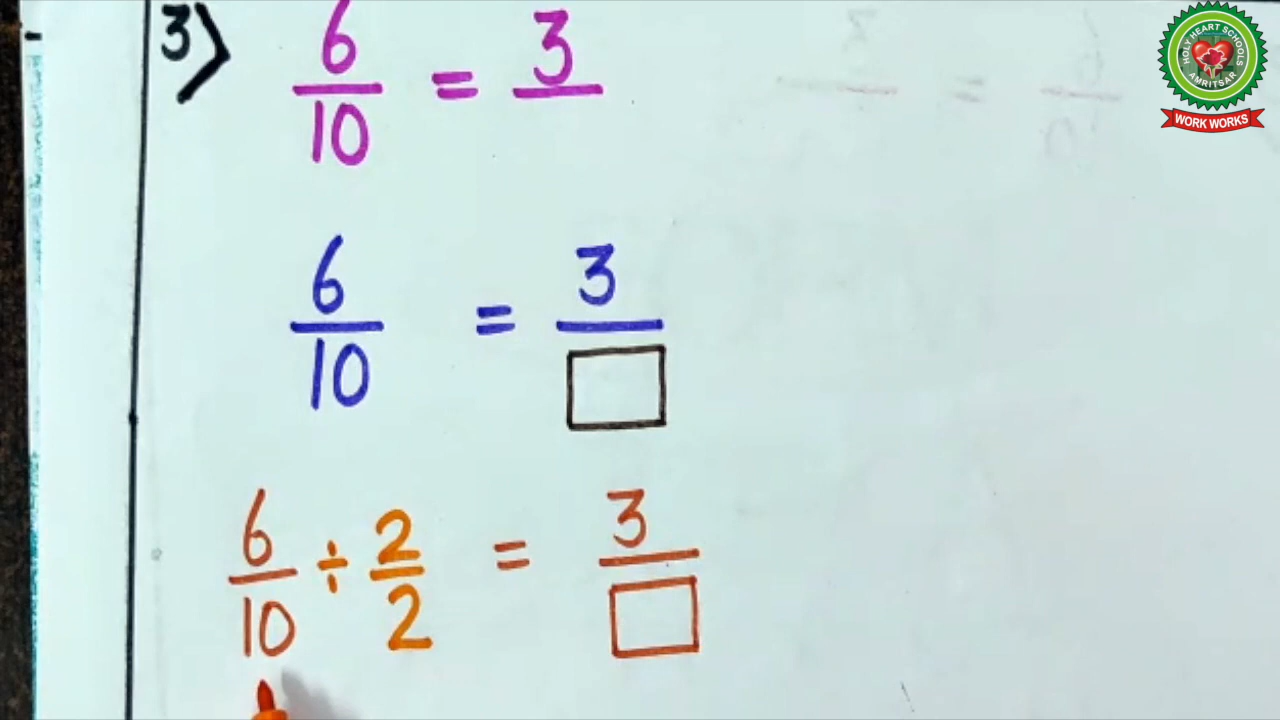 3>
6/10 = 3/
6/10 = 3/□
6/10 ÷ 2/2 = 3/□
HOLY HEART SCHOOLS
AMRITSAR
WORK WORKS